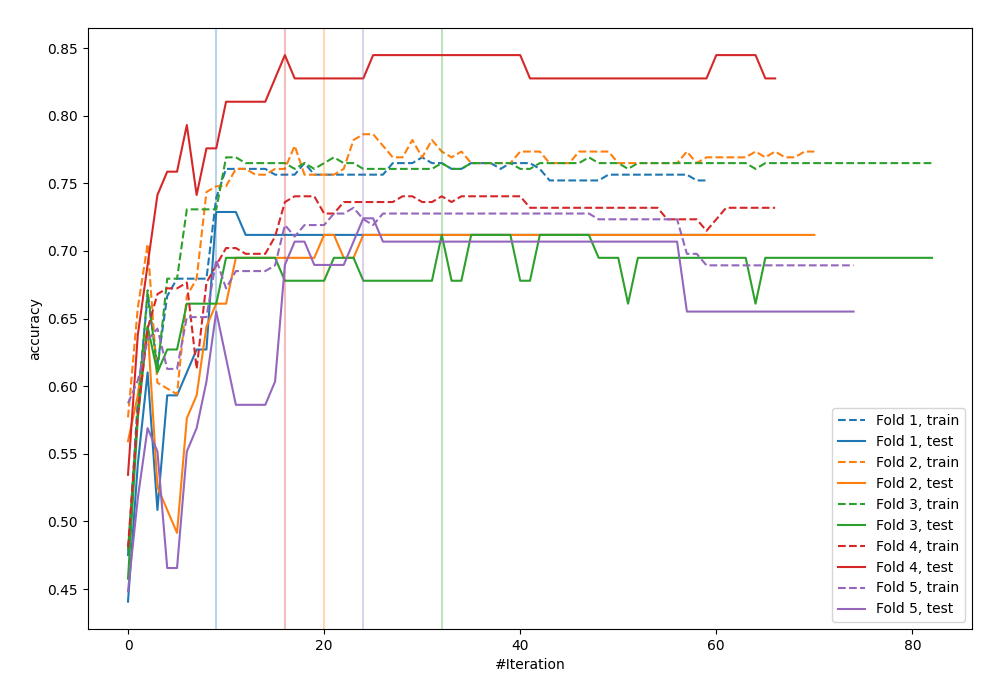 0.85
0.80
0.75
0.70
0.65
0.60
0.55
0.50
0.45
accuracy
0
20
40
60
80
#Iteration
Fold 1, train
Fold 1, test
Fold 2, train
Fold 2, test
Fold 3, train
Fold 3, test
Fold 4, train
Fold 4, test
Fold 5, train
Fold 5, test